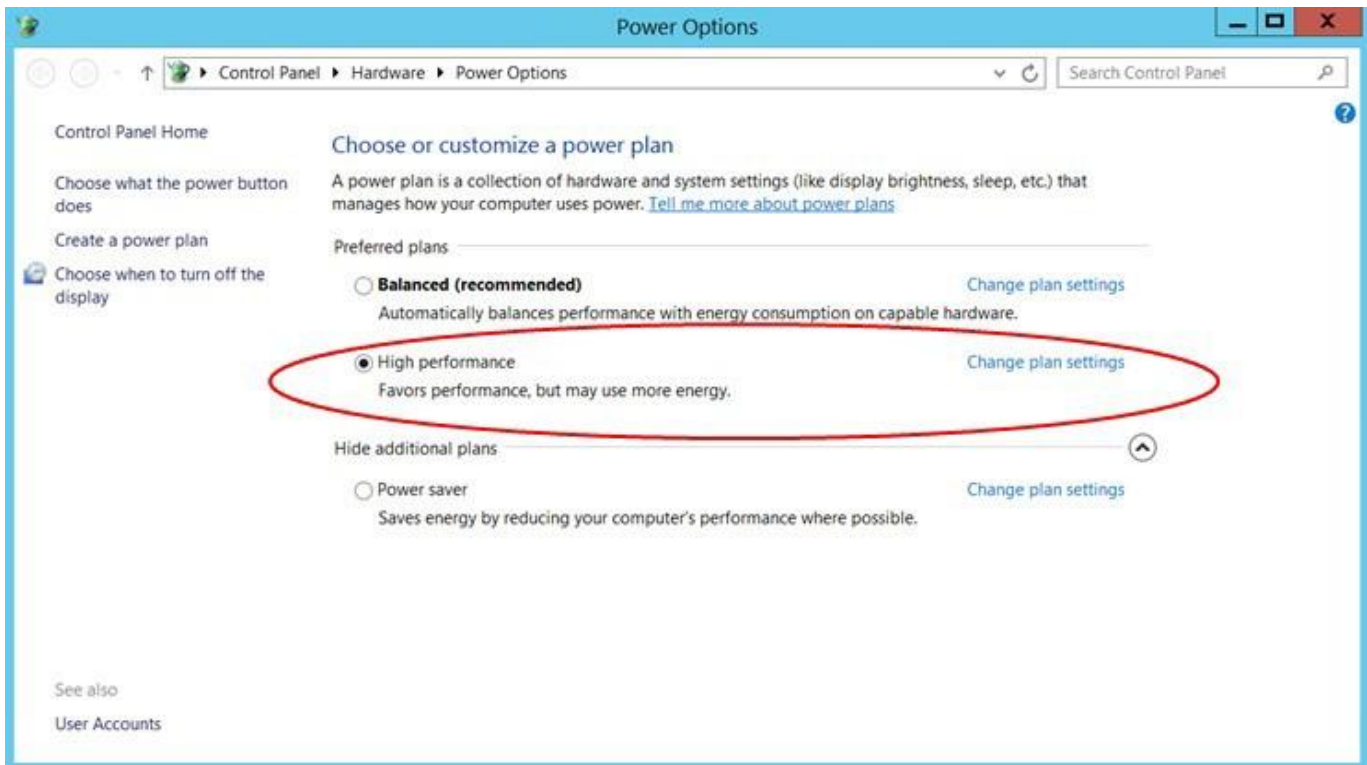 Power Options
Control Panel ▸ Hardware ▸ Power Options
Search Control Panel
Control Panel Home
Choose what the power button
does
Create a power plan
Choose when to turn off the
display
Choose or customize a power plan
A power plan is a collection of hardware and system settings (like display brightness, sleep, etc.) that
manages how your computer uses power. Tell me more about power plans
Preferred plans
Balanced (recommended)
Change plan settings
Automatically balances performance with energy consumption on capable hardware.
High performance
Change plan settings
Favors performance, but may use more energy.
Hide additional plans
Power saver
Change plan settings
Saves energy by reducing your computer's performance where possible.
See also
User Accounts